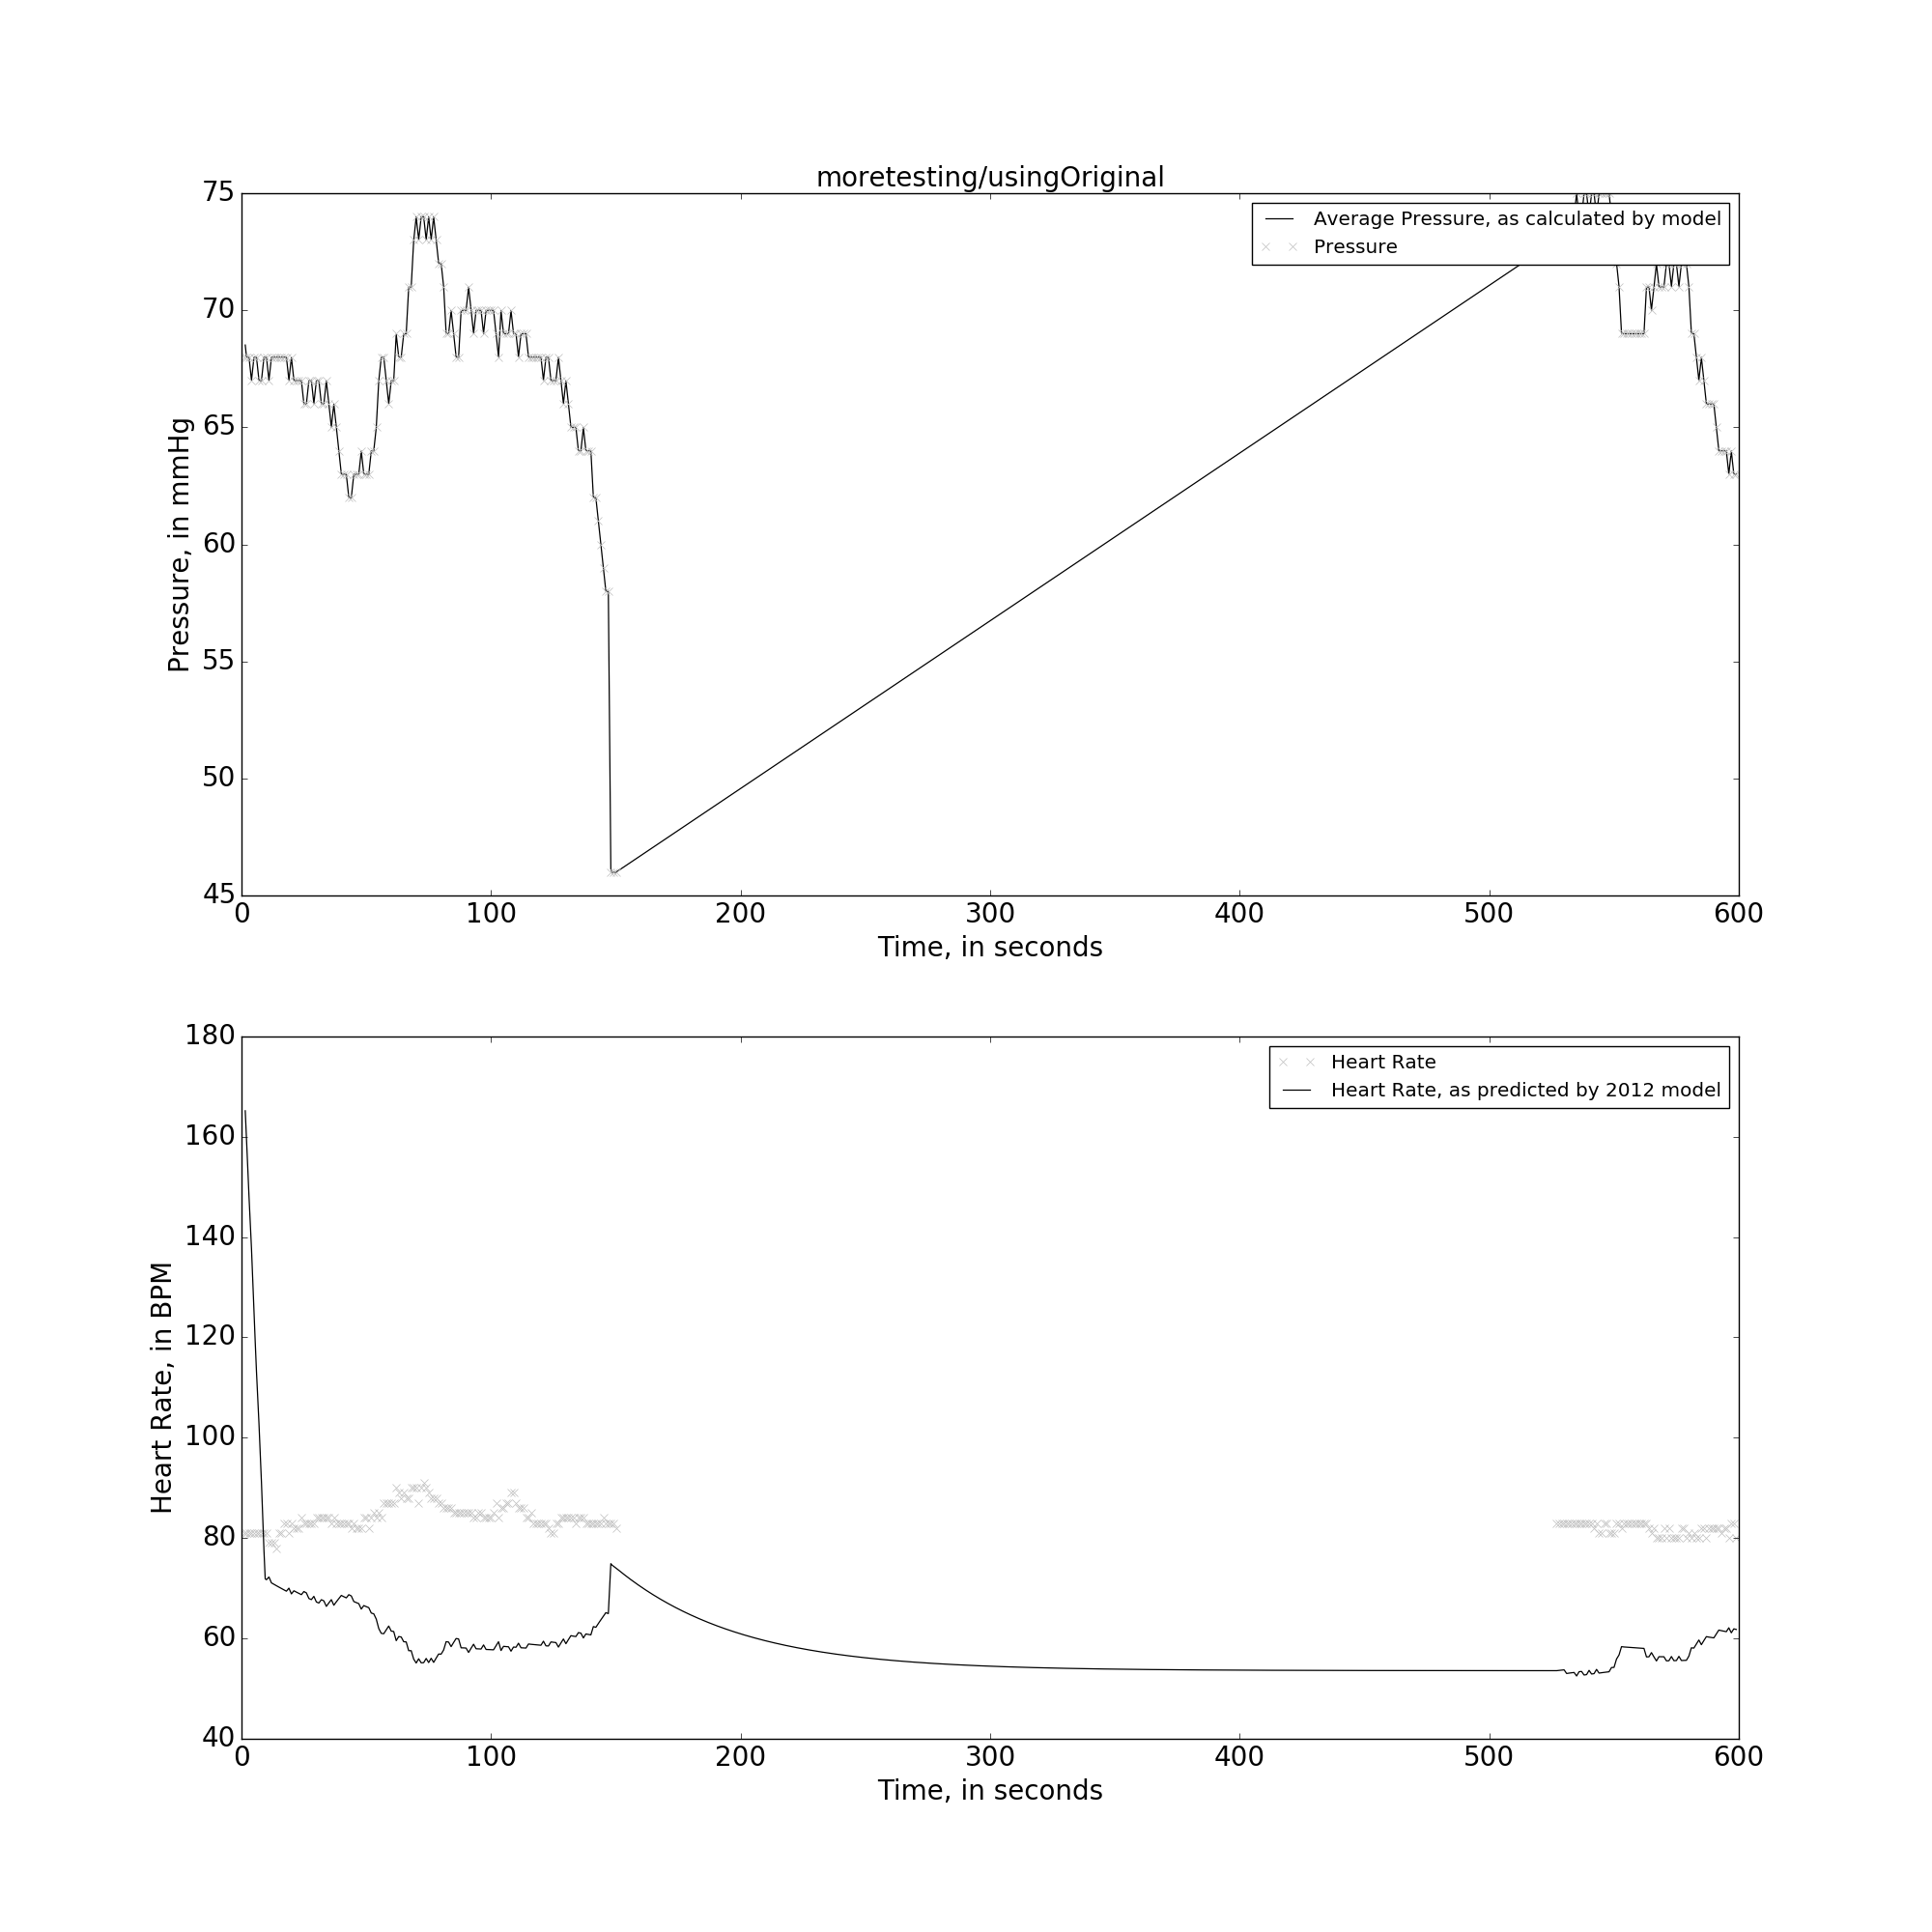 moretesting/usingOriginal
75
70
65
60
55
50
45
Pressure, in mmHg
Average Pressure, as calculated by model
Pressure
0 100 200 300 400 500 600
Time, in seconds
180
160
140
120
100
80
60
40
Heart Rate, in BPM
Heart Rate
Heart Rate, as predicted by 2012 model
0 100 200 300 400 500 600
Time, in seconds